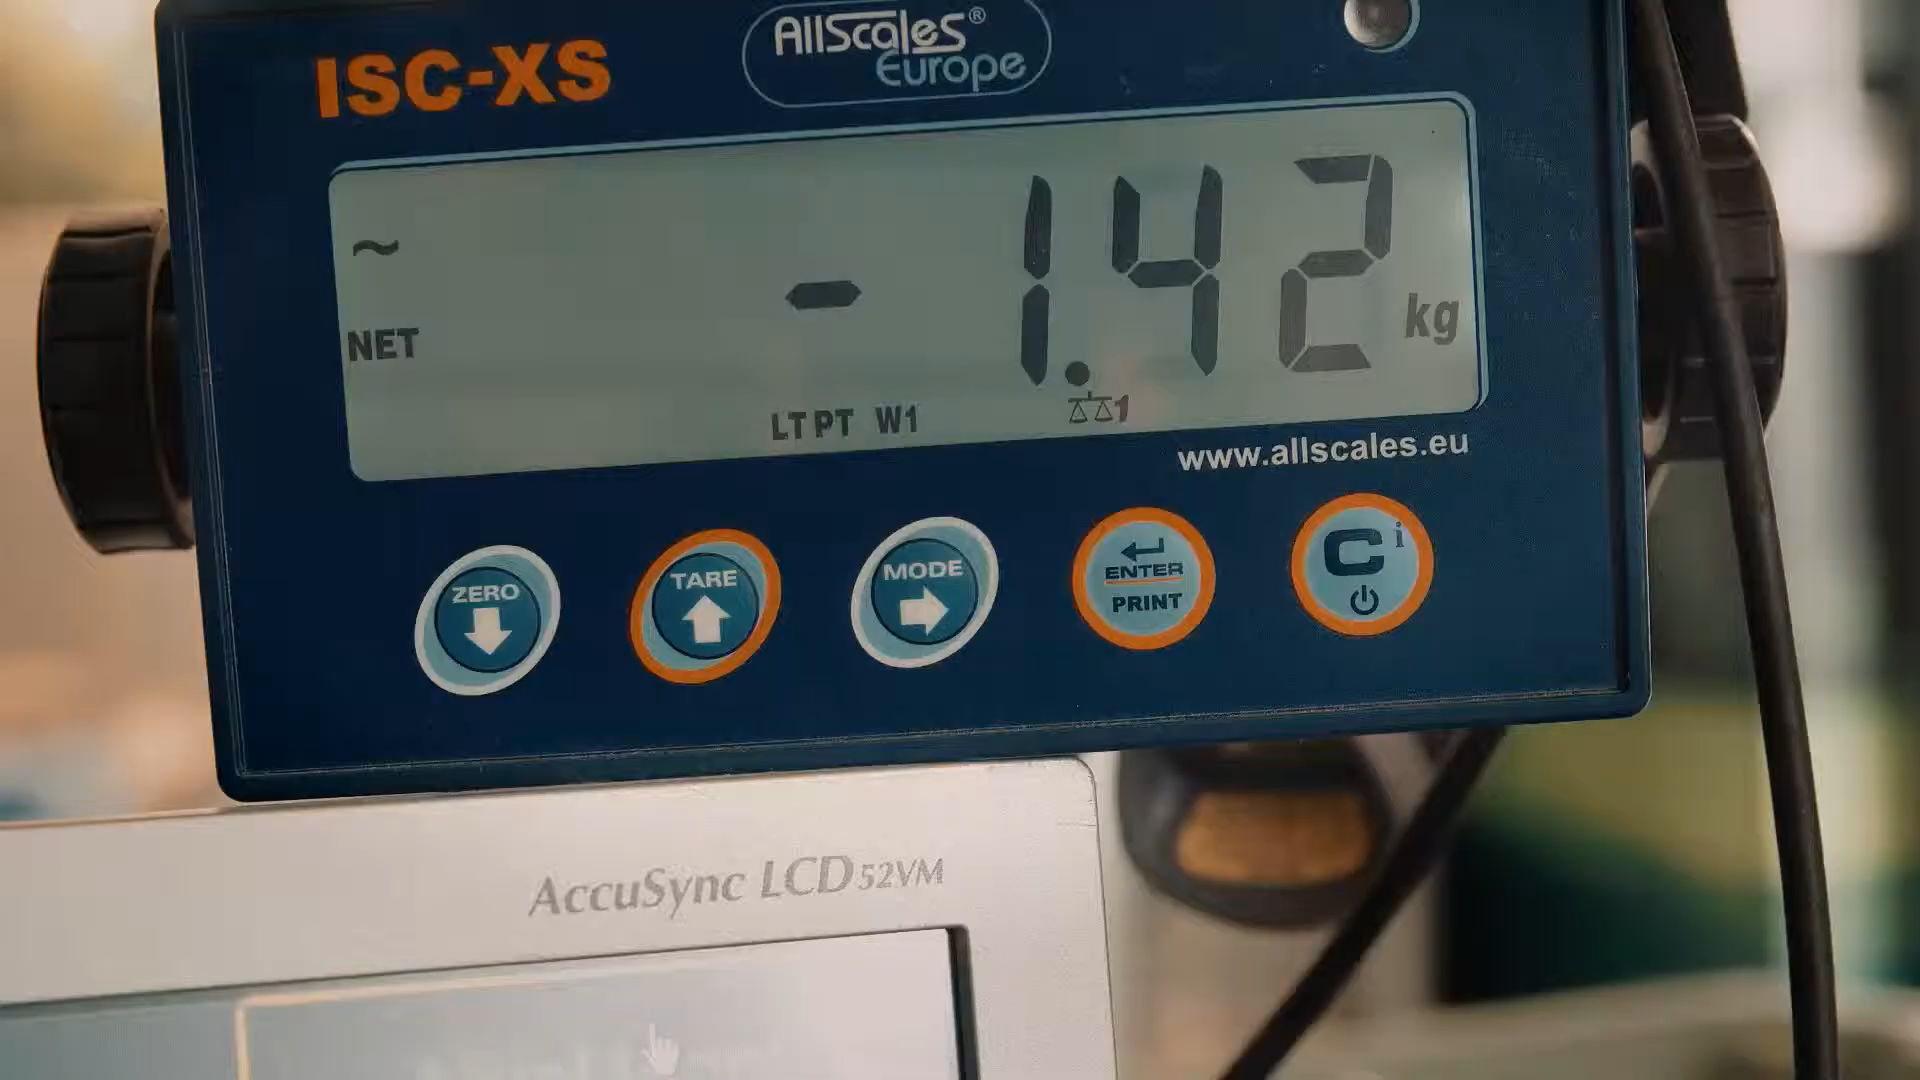 ISC-XS
AllScales®
Europe
~
- 1.42 kg
NET
LT PT W1
1
www.allscales.eu
ZERO
TARE
MODE
ENTER
PRINT
C i
AccuSync LCD52VM